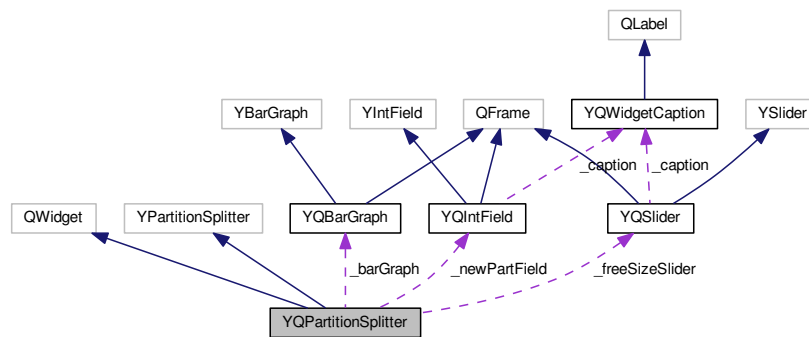 QLabel
YBarGraph
YIntField
QFrame
YQWidgetCaption
YSlider
_caption
_caption
QWidget
YPartitionSplitter
YQBarGraph
YQIntField
YQSlider
_barGraph
_newPartField
_freeSizeSlider
YQPartitionSplitter